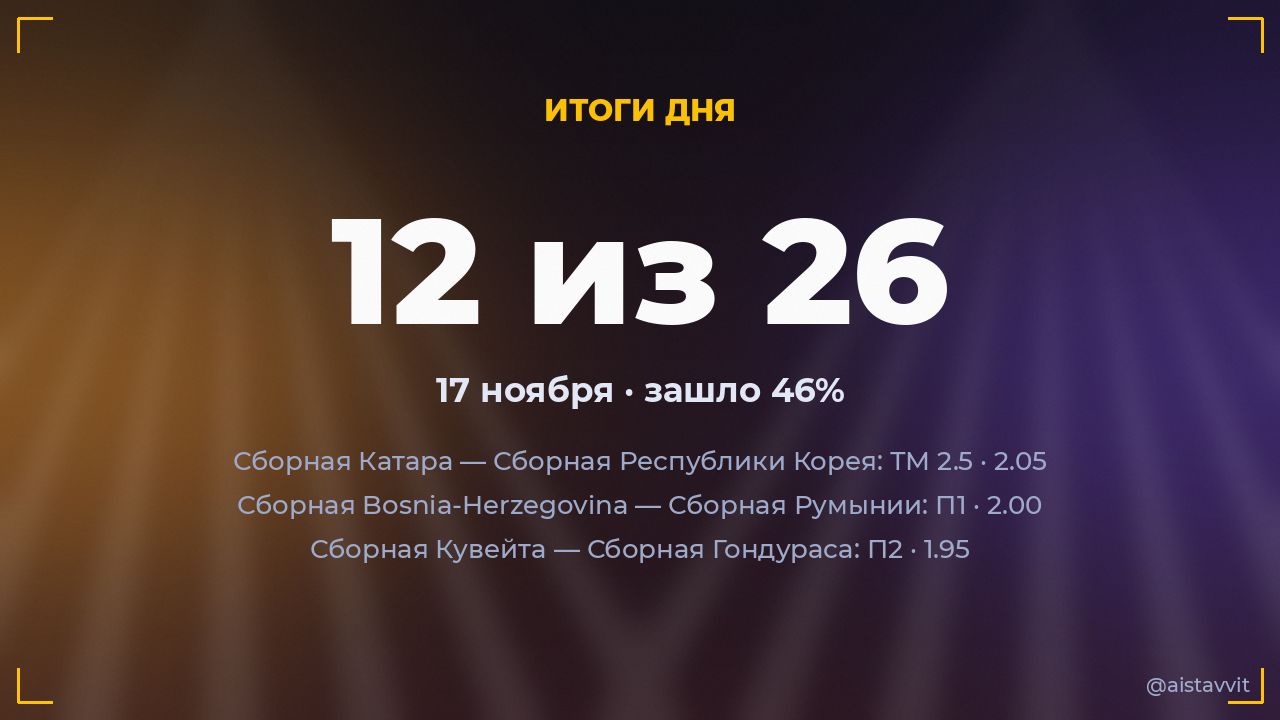 ИТОГИ ДНЯ
12 из 26
17 ноября · зашло 46%
Сборная Катара — Сборная Республики Корея: ТМ 2.5 · 2.05
Сборная Bosnia-Herzegovina — Сборная Румынии: П1 · 2.00
Сборная Кувейта — Сборная Гондураса: П2 · 1.95
@aistavvit